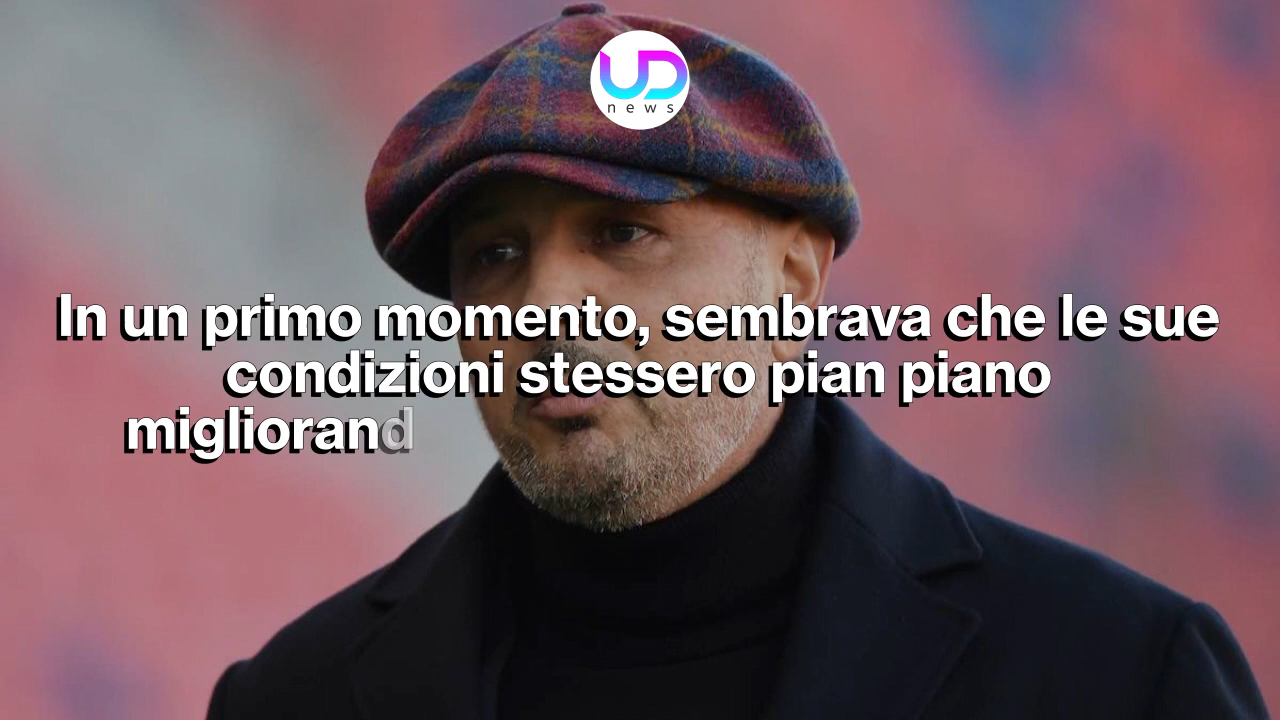 UD
news
In un primo momento, sembrava che le sue
condizioni stessero pian piano
migliorand